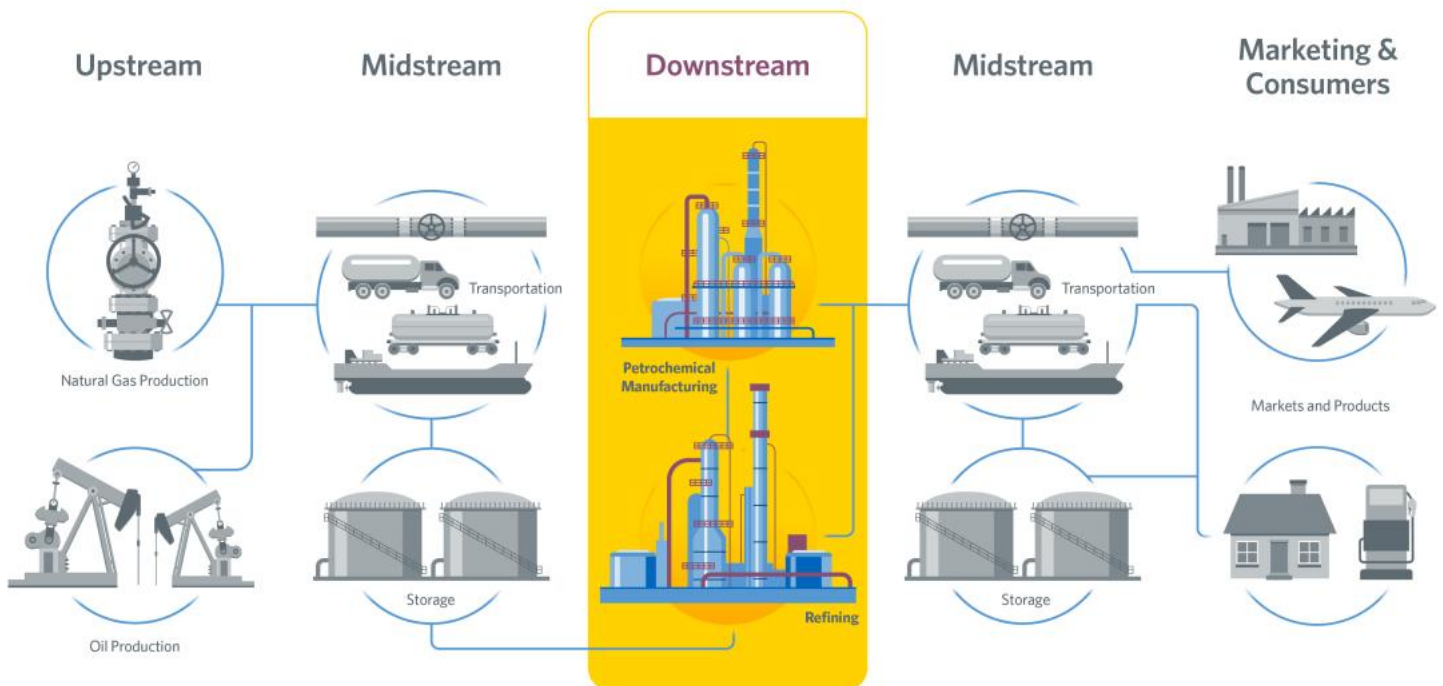 Upstream
Midstream
Downstream
Midstream
Marketing &
Consumers
Natural Gas Production
Transportation
Petrochemical
Manufacturing
Transportation
Markets and Products
Oil Production
Storage
Refining
Storage